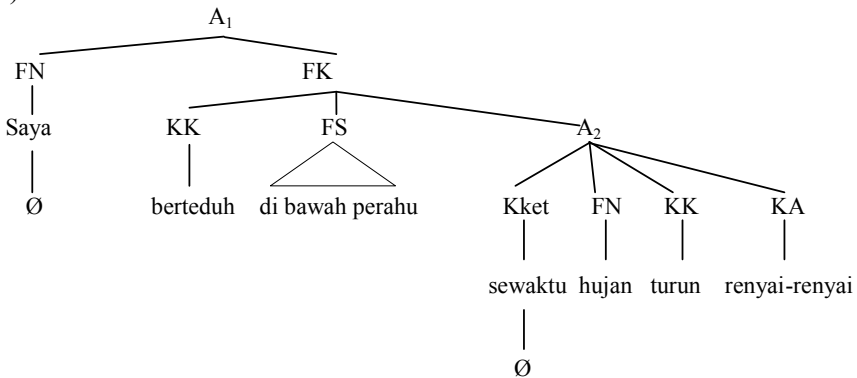 )
A₁
FN FK
Saya KK FS A₂
Ø berteduh di bawah perahu Kket FN KK KA
sewaktu hujan turun renyai-renyai
Ø